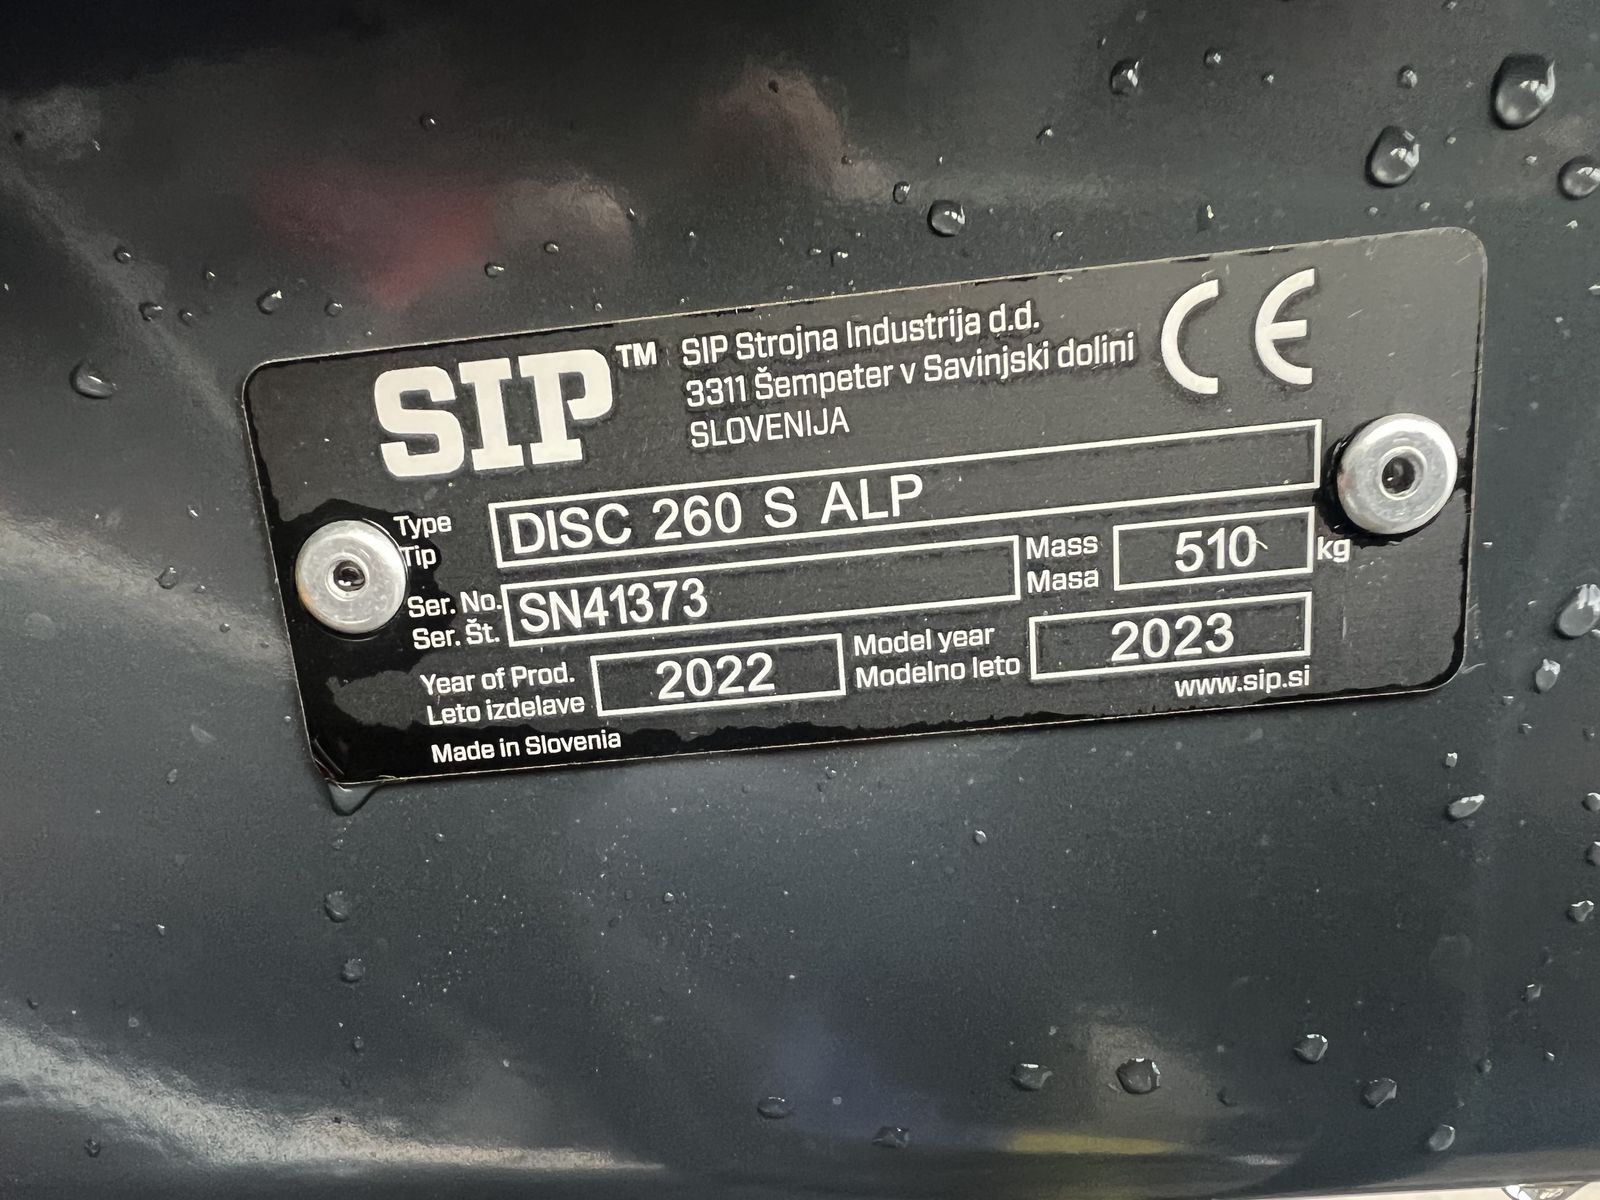 SIP™
SIP Strojna Industrija d.d.
3311 Šempeter v Savinjski dolini
SLOVENIJA
CE
Type
Tip
DISC 260 S ALP
Ser. No.
Ser. Št.
SN41373
Mass
Masa
510
kg
Year of Prod.
Leto izdelave
2022
Model year
Modelno leto
2023
www.sip.si
Made in Slovenia